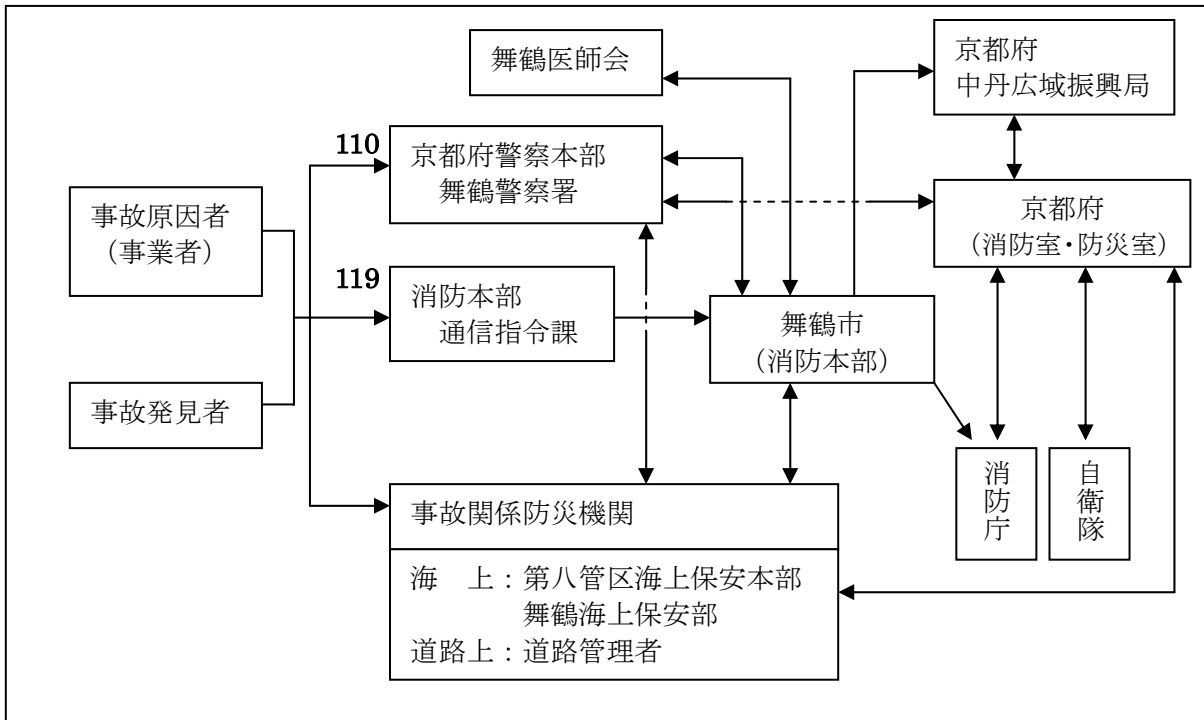 舞鶴医師会
京都府
中丹広域振興局
110
京都府警察本部
舞鶴警察署
事故原因者
（事業者）
京都府
（消防室・防災室）
119
消防本部
通信指令課
舞鶴市
（消防本部）
事故発見者
消防庁
自衛隊
事故関係防災機関
海　上：第八管区海上保安本部
舞鶴海上保安部
道路上：道路管理者